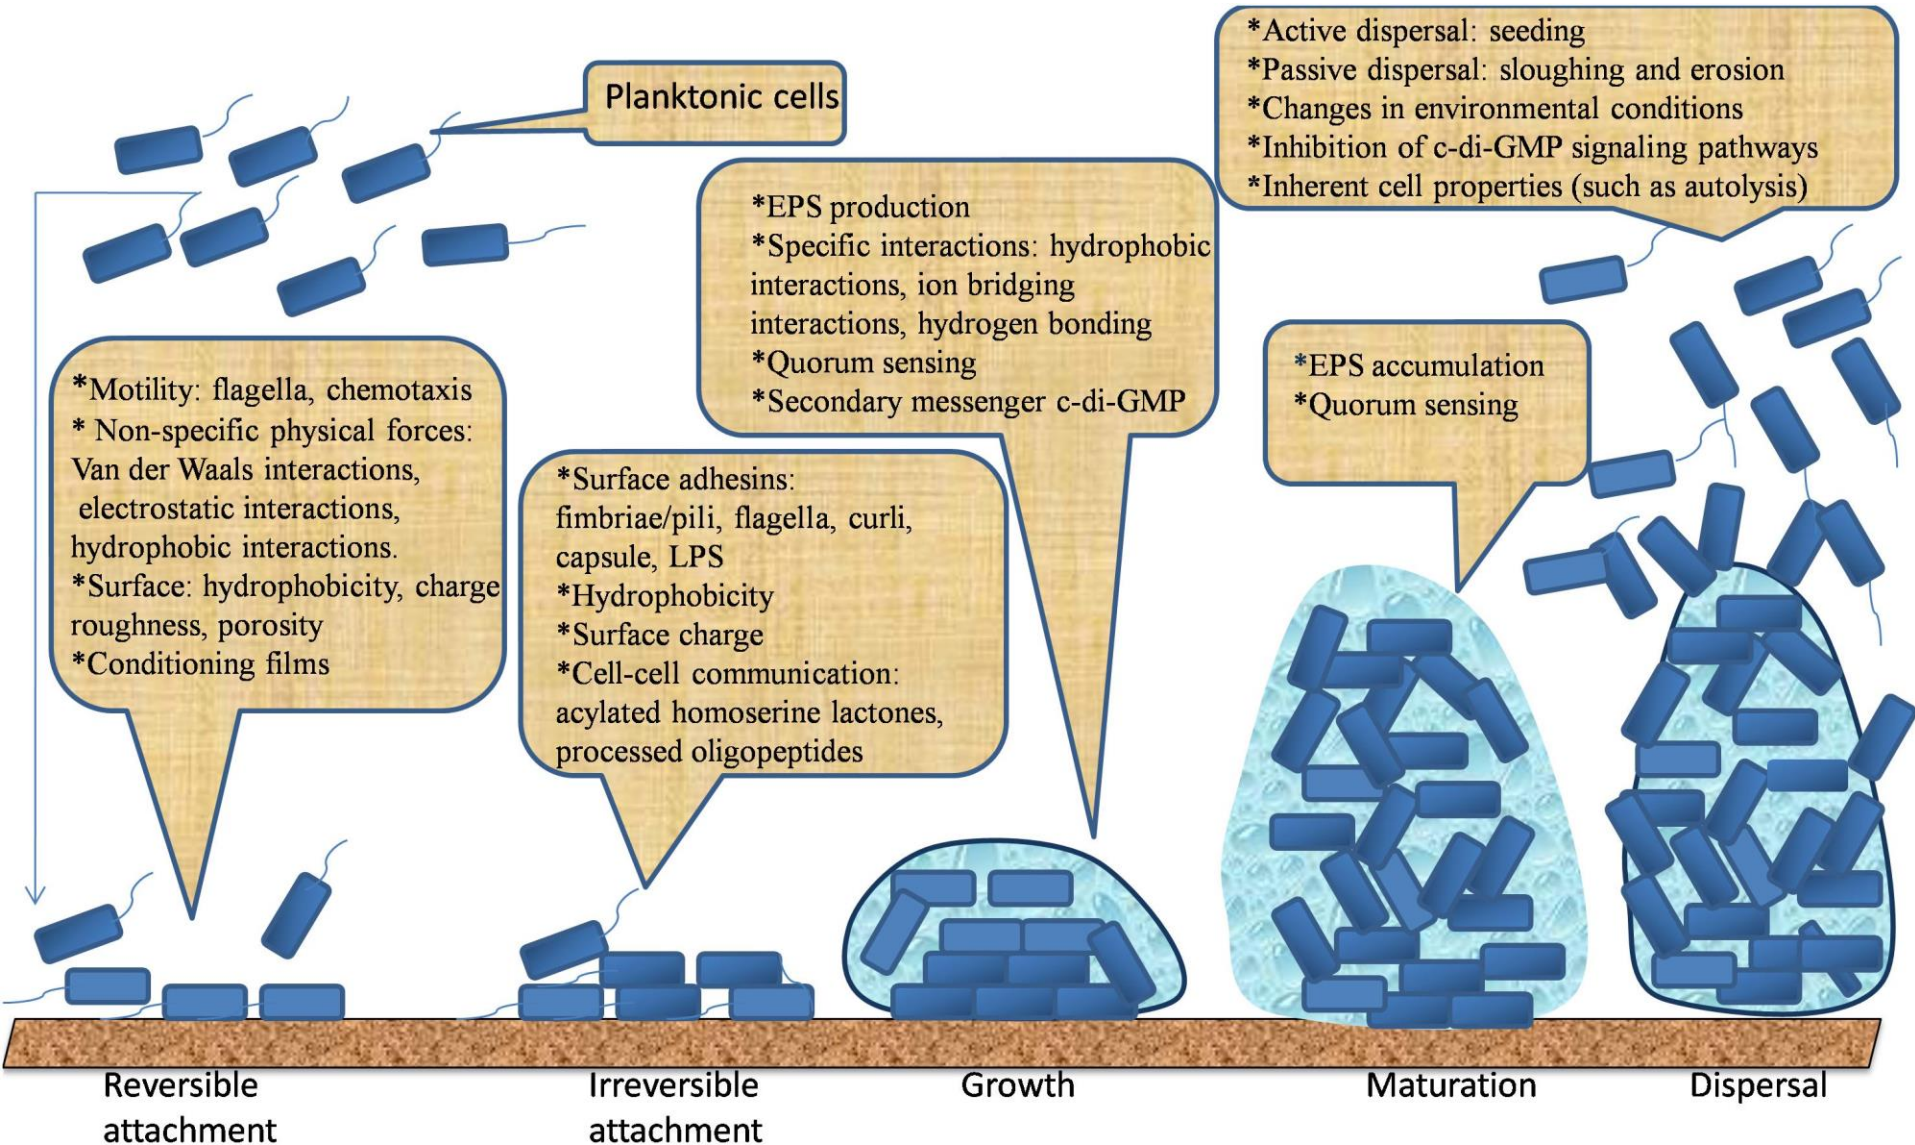 Planktonic cells
*Motility: flagella, chemotaxis
* Non-specific physical forces:
Van der Waals interactions,
electrostatic interactions,
hydrophobic interactions.
*Surface: hydrophobicity, charge
roughness, porosity
*Conditioning films
*Surface adhesins:
fimbriae/pili, flagella, curli,
capsule, LPS
*Hydrophobicity
*Surface charge
*Cell-cell communication:
acylated homoserine lactones,
processed oligopeptides
*EPS production
*Specific interactions: hydrophobic
interactions, ion bridging
interactions, hydrogen bonding
*Quorum sensing
*Secondary messenger c-di-GMP
*EPS accumulation
*Quorum sensing
*Active dispersal: seeding
*Passive dispersal: sloughing and erosion
*Changes in environmental conditions
*Inhibition of c-di-GMP signaling pathways
*Inherent cell properties (such as autolysis)
Reversible
attachment
Irreversible
attachment
Growth
Maturation
Dispersal